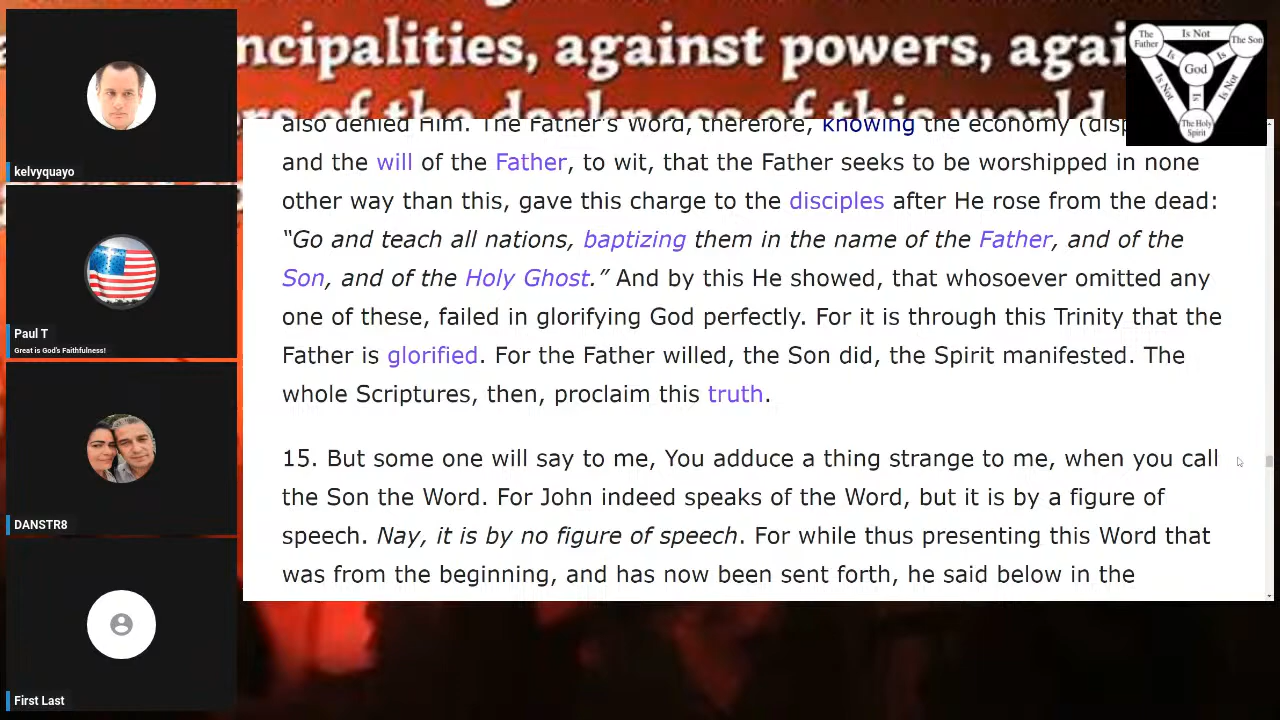 ncipalities, against powers, agai
of the darkness of this world
The Father
Is Not
The Son
Is
Is
God
Is Not
Is
Is Not
The Holy Spirit
kelvyquayo
Paul T
Great is God's Faithfulness!
DANSTR8
First Last
also denied Him. The Father's Word, therefore, knowing the economy (disp
and the will of the Father, to wit, that the Father seeks to be worshipped in none
other way than this, gave this charge to the disciples after He rose from the dead:
“Go and teach all nations, baptizing them in the name of the Father, and of the
Son, and of the Holy Ghost.” And by this He showed, that whosoever omitted any
one of these, failed in glorifying God perfectly. For it is through this Trinity that the
Father is glorified. For the Father willed, the Son did, the Spirit manifested. The
whole Scriptures, then, proclaim this truth.
15. But some one will say to me, You adduce a thing strange to me, when you call
the Son the Word. For John indeed speaks of the Word, but it is by a figure of
speech. Nay, it is by no figure of speech. For while thus presenting this Word that
was from the beginning, and has now been sent forth, he said below in the